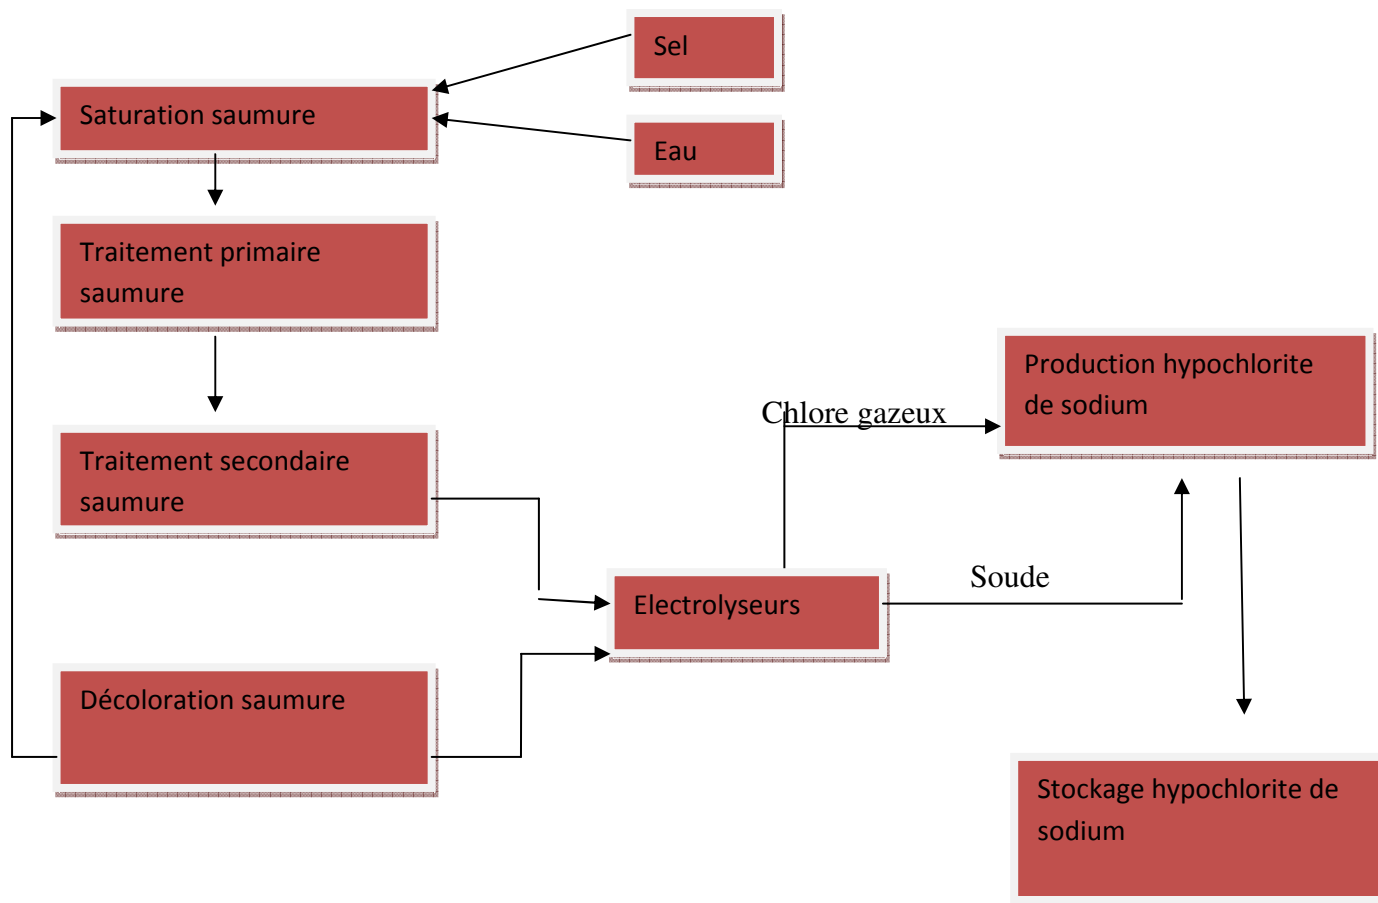 Sel
Saturation saumure
Eau
Traitement primaire
saumure
Production hypochlorite
de sodium
Chlore gazeux
Traitement secondaire
saumure
Soude
Electrolyseurs
Décoloration saumure
Stockage hypochlorite de
sodium